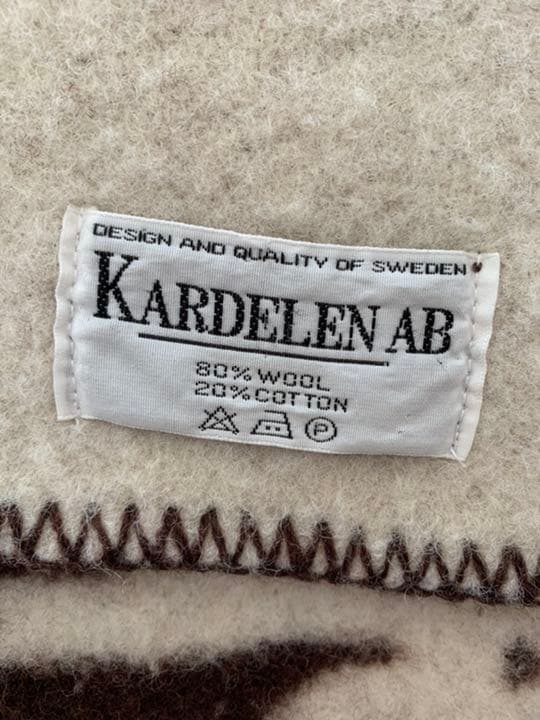 DESIGN AND QUALITY OF SWEDEN
KARDELEN AB
80% WOOL
20% COTTON
P